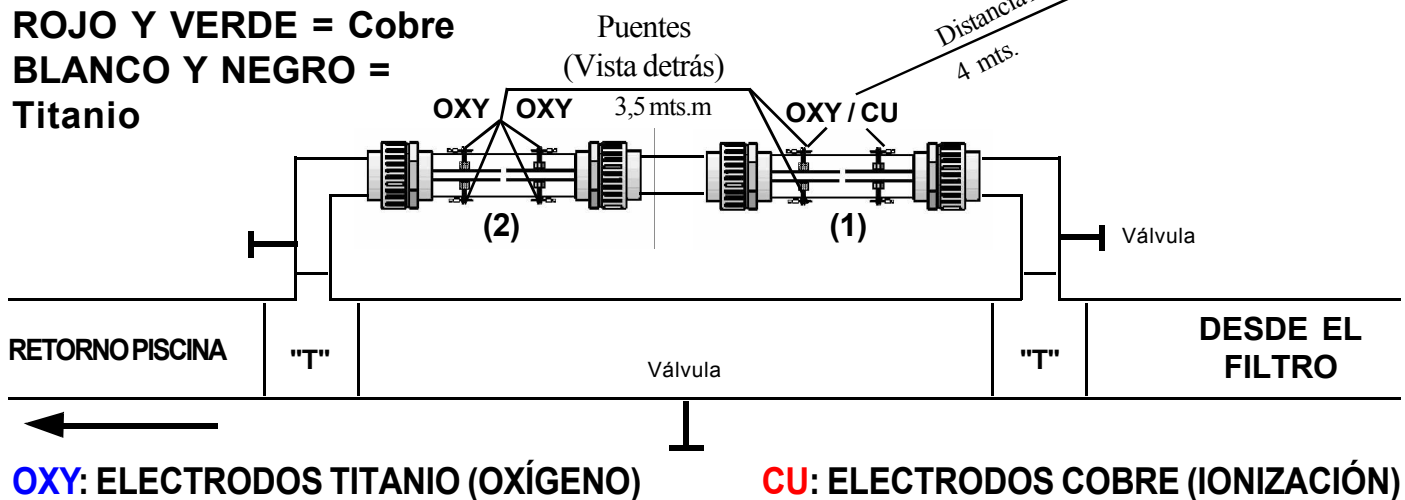 ROJO Y VERDE = Cobre
BLANCO Y NEGRO =
Titanio
Puentes
(Vista detrás)
3,5 mts.m
Distancia
4 mts.
OXY OXY
OXY / CU
(2)
(1)
Válvula
RETORNO PISCINA
"T"
Válvula
"T"
DESDE EL
FILTRO
OXY: ELECTRODOS TITANIO (OXÍGENO)
CU: ELECTRODOS COBRE (IONIZACIÓN)